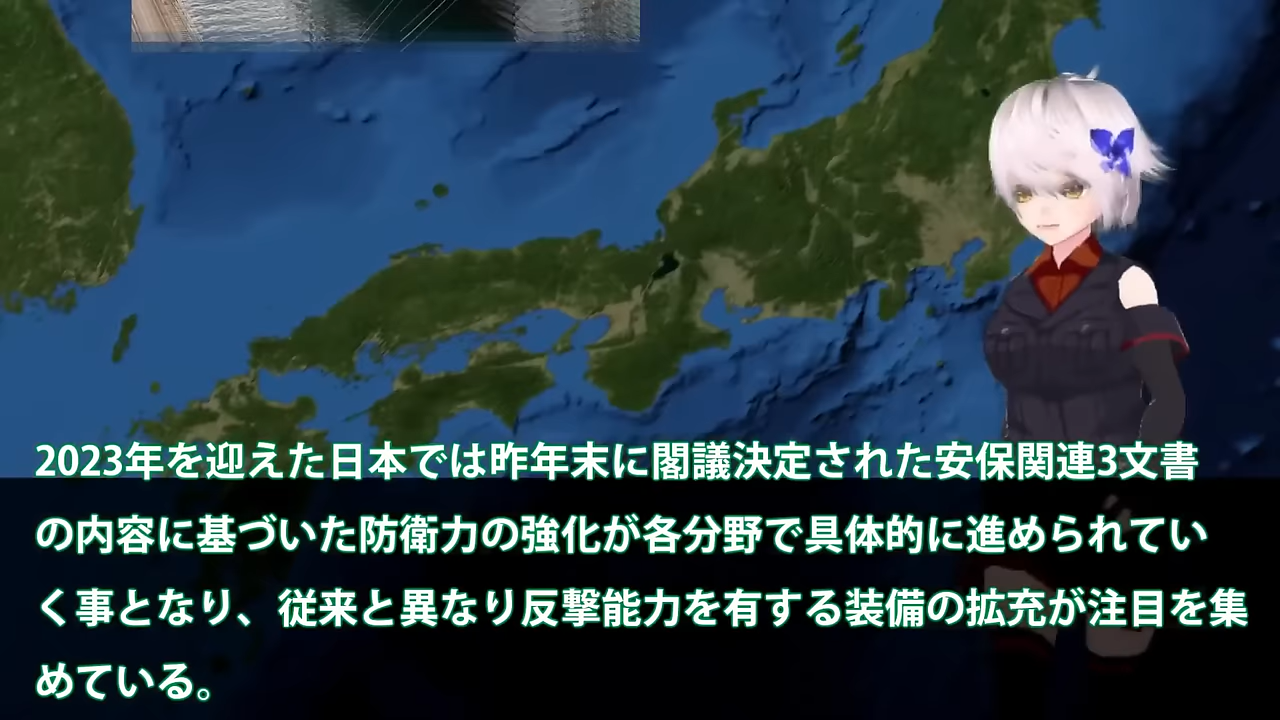 2023年を迎えた日本では昨年末に閣議決定された安保関連3文書
の内容に基づいた防衛力の強化が各分野で具体的に進められてい
く事となり、従来と異なり反撃能力を有する装備の拡充が注目を集
めている。